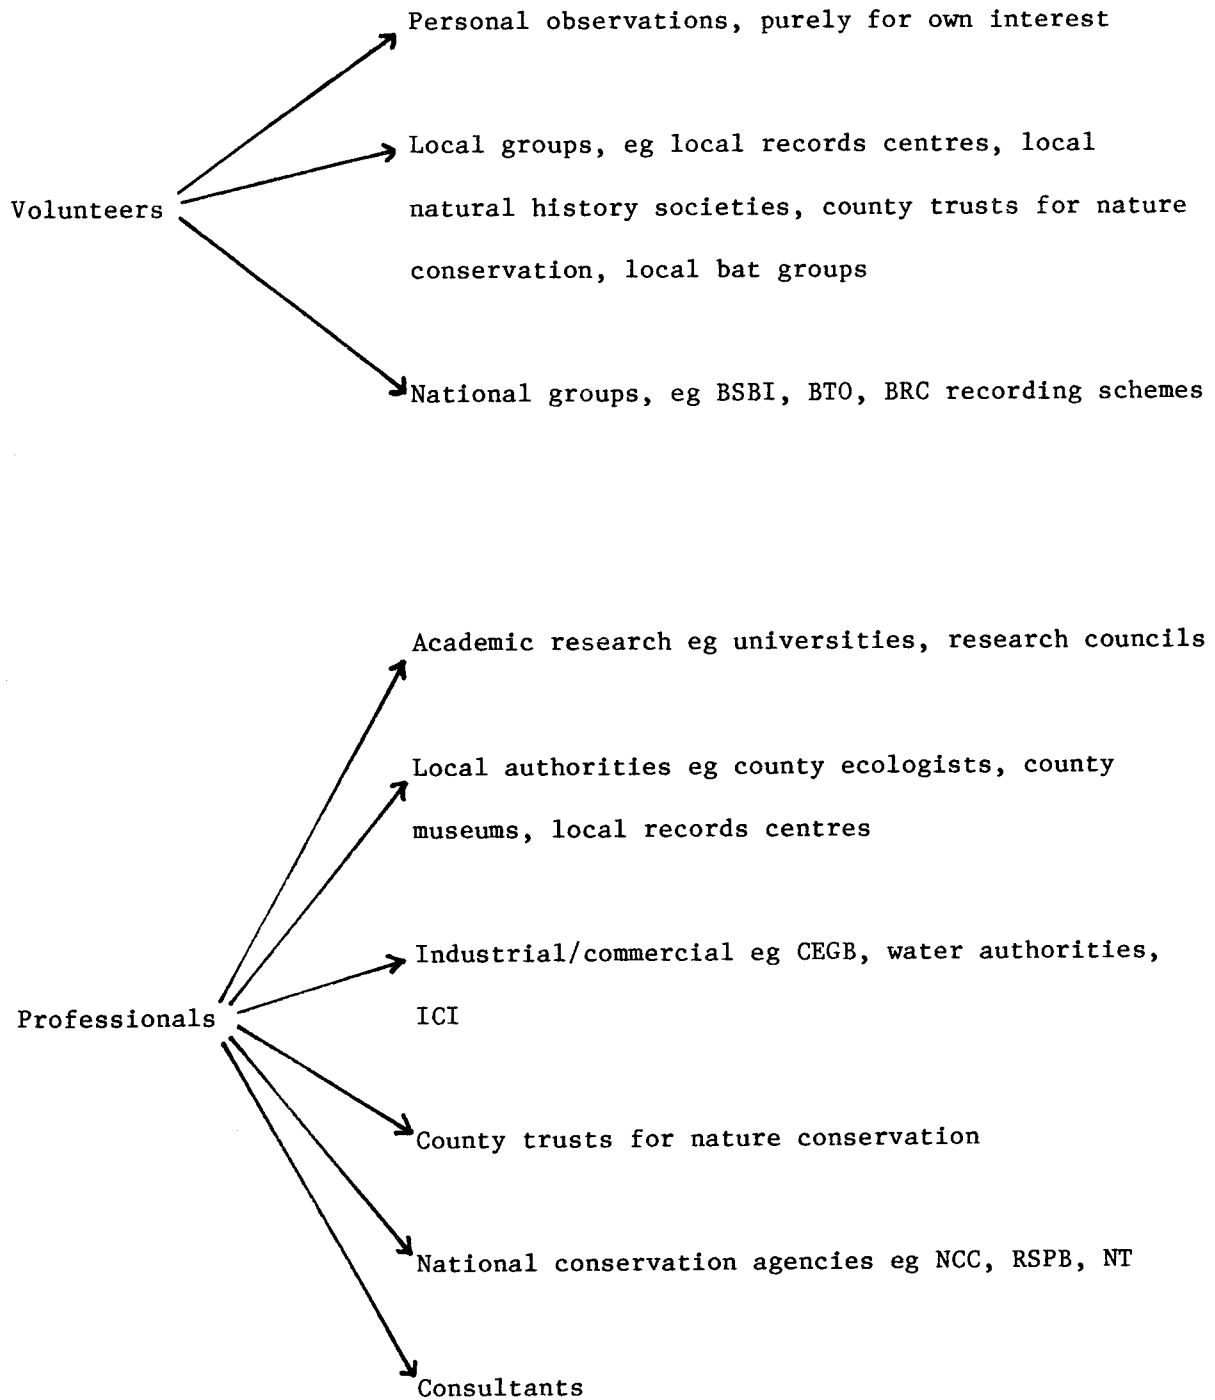 Personal observations, purely for own interest
Local groups, eg local records centres, local
Volunteers
natural history societies, county trusts for nature
conservation, local bat groups
National groups, eg BSBI, BTO, BRC recording schemes
Academic research eg universities, research councils
Local authorities eg county ecologists, county
museums, local records centres
Industrial/commercial eg CEGB, water authorities,
Professionals
ICI
County trusts for nature conservation
National conservation agencies eg NCC, RSPB, NT
Consultants